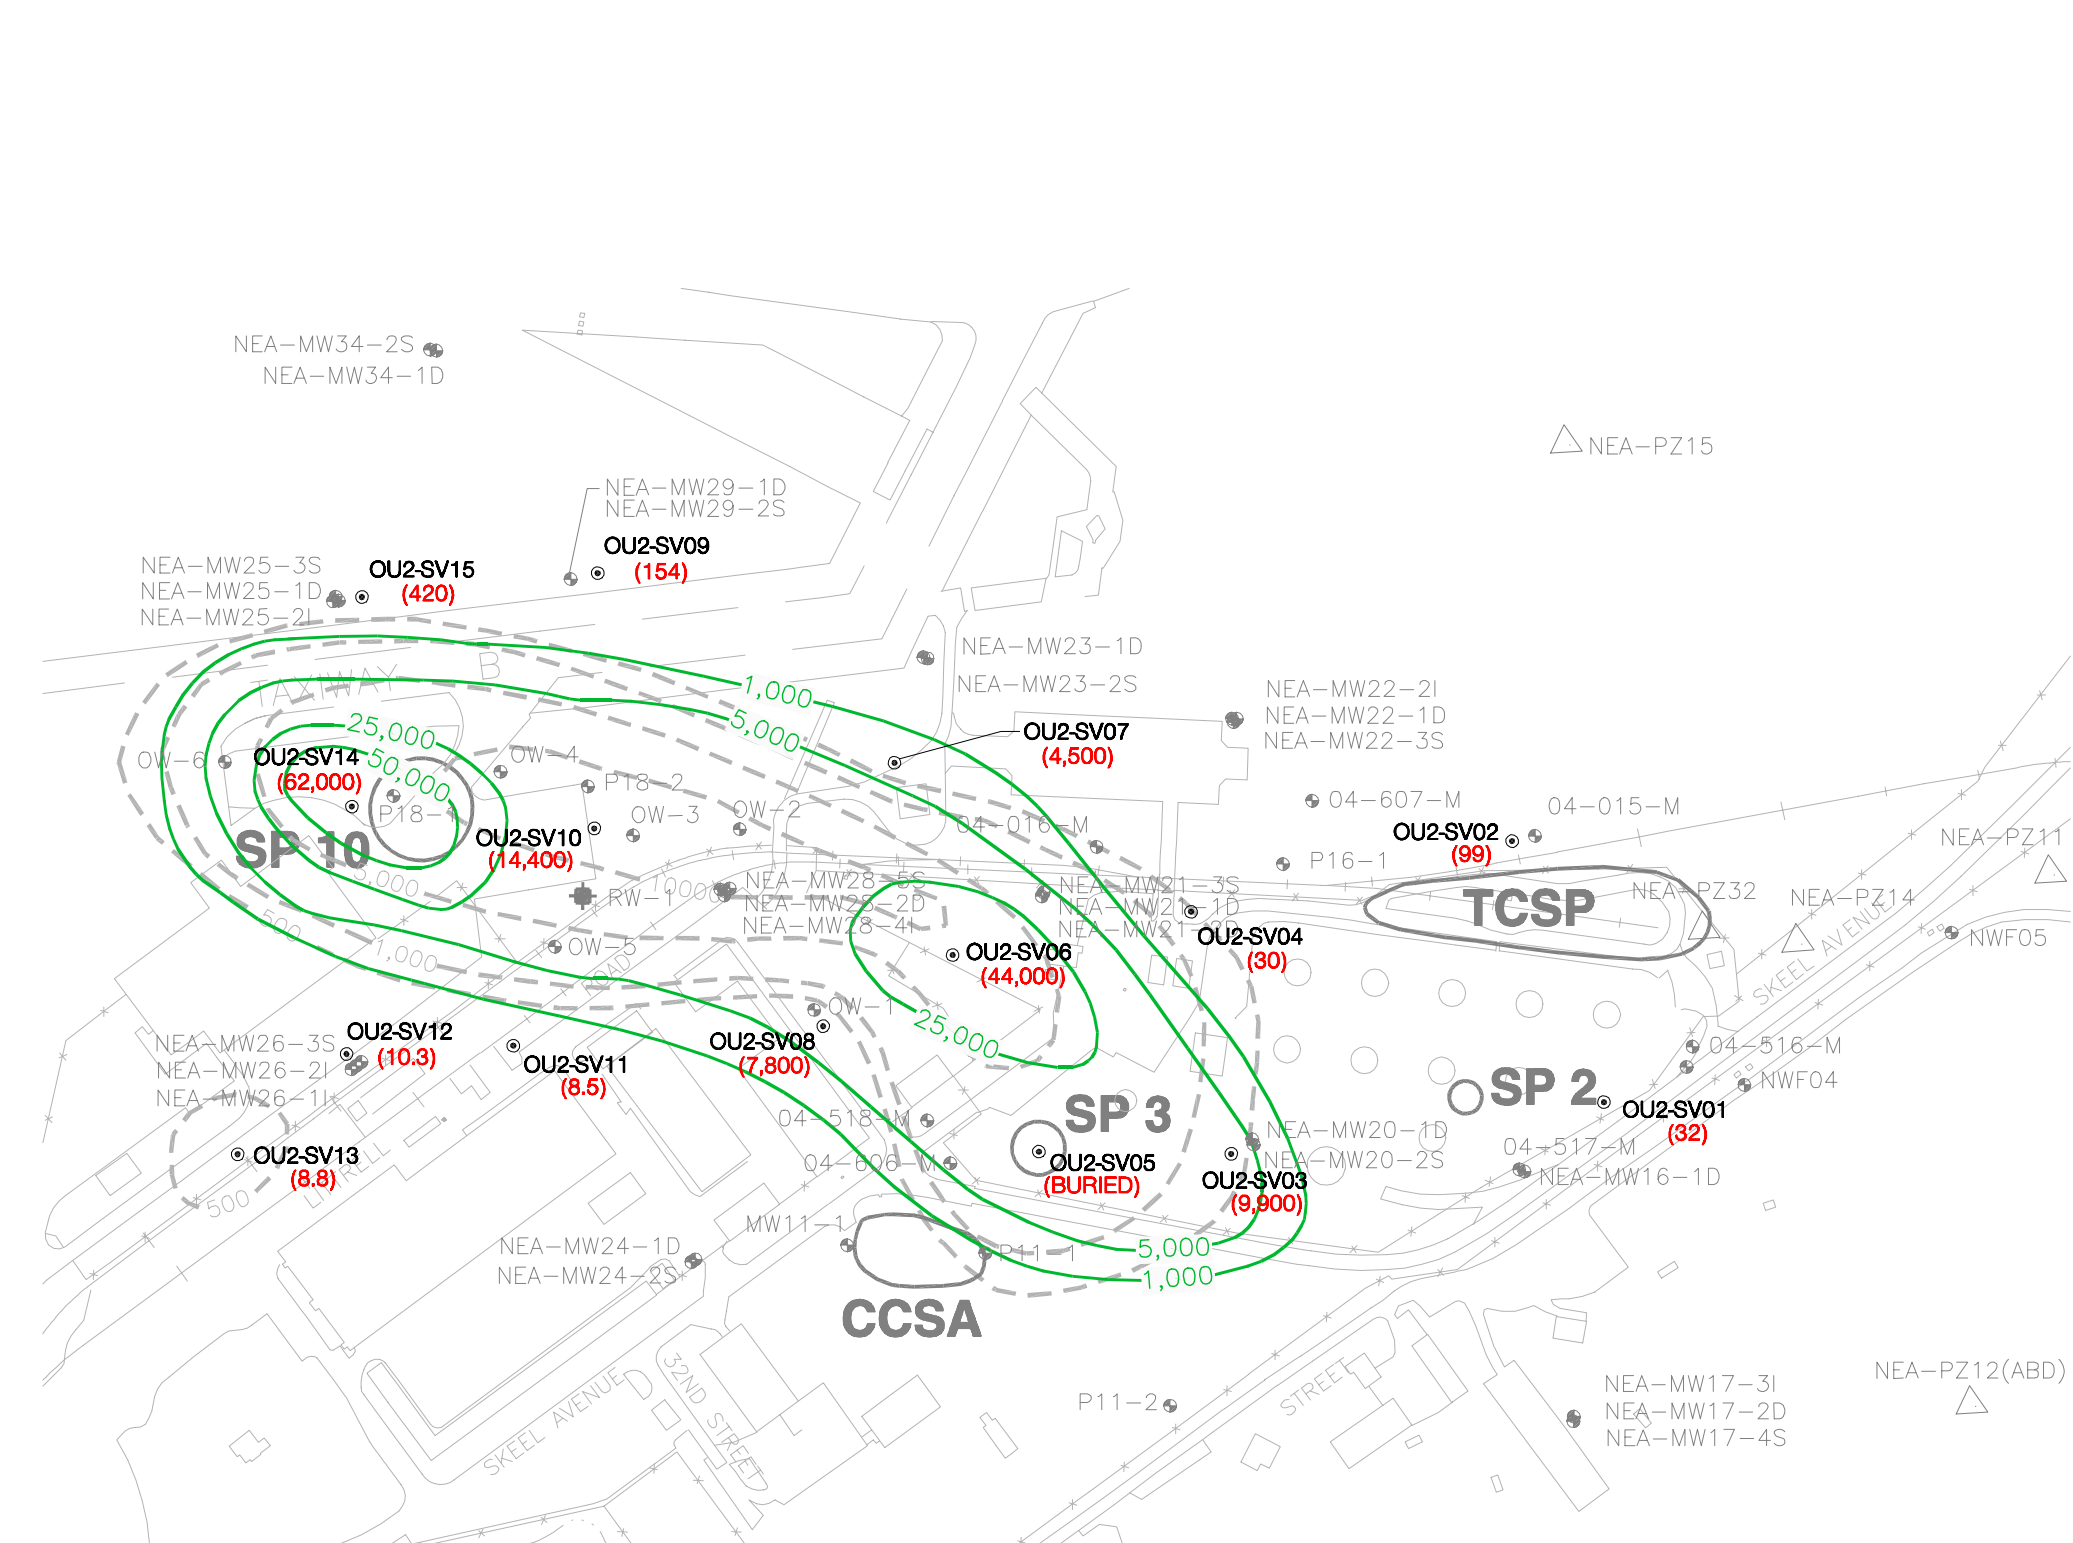 NEA-MW34-2S
NEA-MW34-1D
NEA-PZ15
NEA-MW29-1D
NEA-MW29-2S
OU2-SV09
(154)
NEA-MW25-3S
NEA-MW25-1D
NEA-MW25-2I
OU2-SV15
(420)
NEA-MW23-1D
NEA-MW23-2S
TAXIWAY B
1,000
5,000
NEA-MW22-2I
NEA-MW22-1D
NEA-MW22-3S
OU2-SV07
(4,500)
25,000
50,000
OW-6
OU2-SV14
(62,000)
P18-1
SP 10
OW-4
P18-2
OW-3
OW-2
OU2-SV10
(14,400)
04-016-M
04-607-M
04-015-M
OU2-SV02
(99)
P16-1
NEA-PZ11
TCSP
NEA-PZ32
NEA-PZ14
SKEEL AVENUE
NWF05
RW-1
1000
NEA-MW28-5S
NEA-MW28-2D
NEA-MW28-4I
NEA-MW21-3S
NEA-MW21-1D
OU2-SV04
(30)
500
1,000
OW-5
ROAD
OU2-SV06
(44,000)
25,000
OW-1
OU2-SV08
(7,800)
NEA-MW26-3S
NEA-MW26-2I
NEA-MW26-1I
OU2-SV12
(10.3)
OU2-SV11
(8.5)
04-516-M
NWF04
SP 2
OU2-SV01
(32)
SP 3
04-518-M
04-606-M
OU2-SV05
(BURIED)
NEA-MW20-1D
NEA-MW20-2S
OU2-SV03
(9,900)
04-517-M
NEA-MW16-1D
OU2-SV13
(8.8)
500
MW11-1
P11-1
5,000
1,000
NEA-MW24-1D
NEA-MW24-2S
CCSA
SKEEL AVENUE
32ND STREET
P11-2
STREET
NEA-MW17-3I
NEA-MW17-2D
NEA-MW17-4S
NEA-PZ12(ABD)